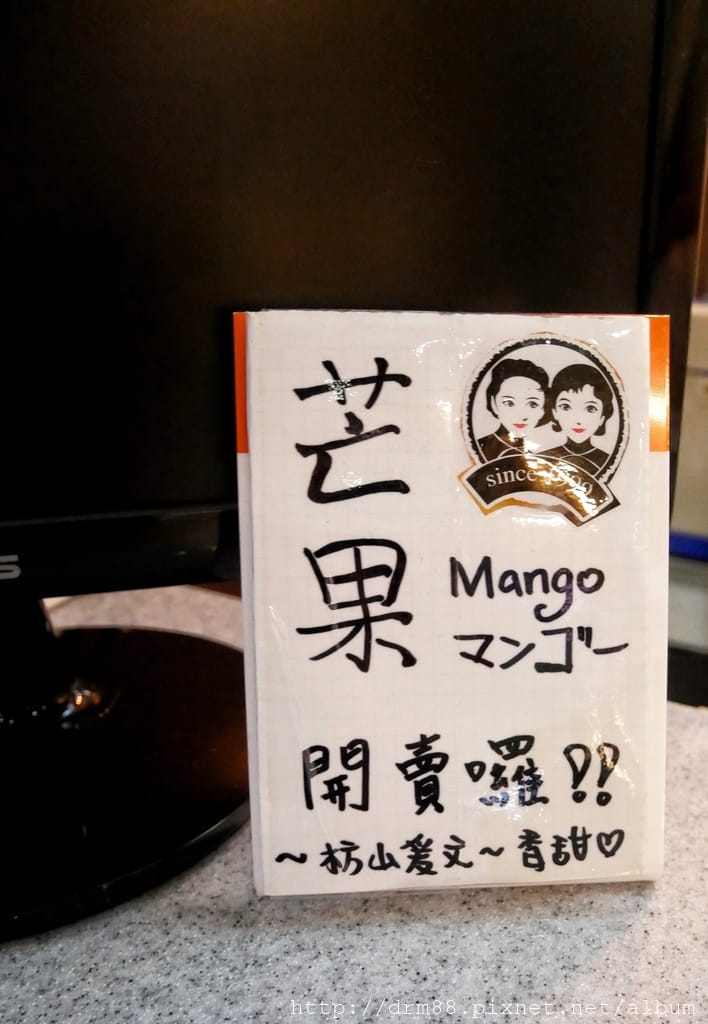 芒果
since
Mango
マンゴー
開賣囉!!
~枋山愛文~香甜♡
S
http://drm88.pixnet.net/album